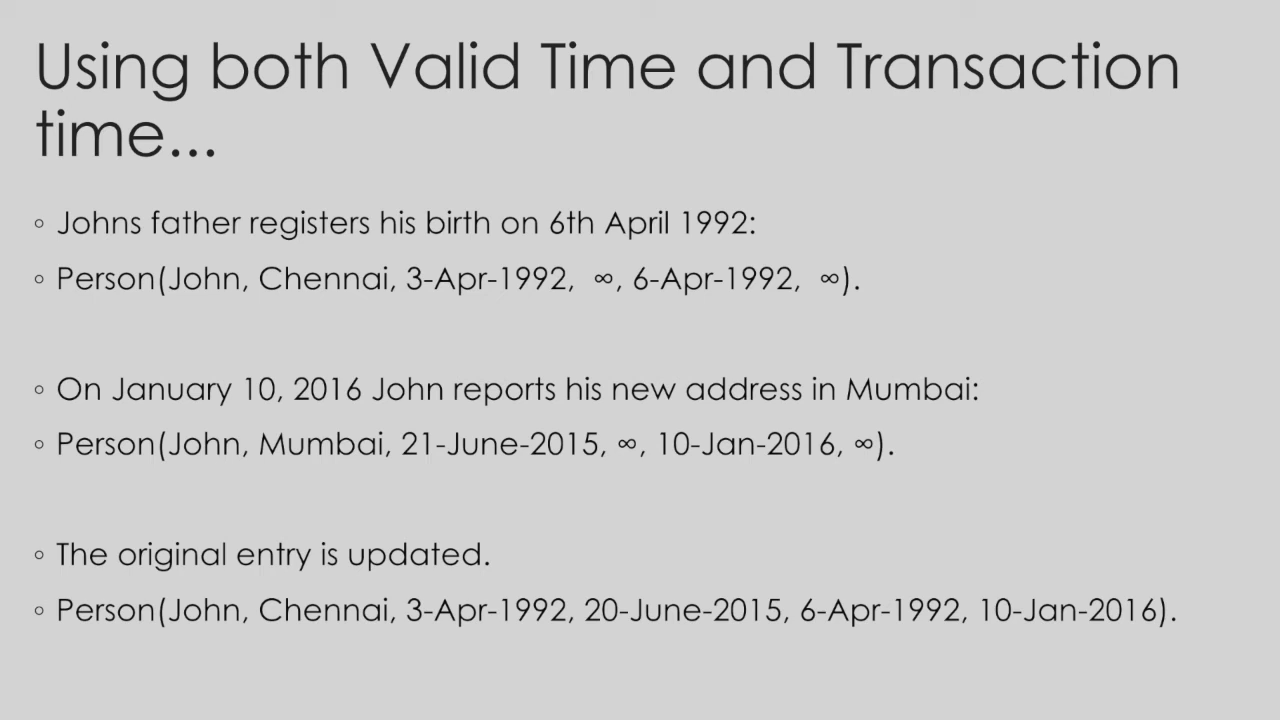 Using both Valid Time and Transaction
time...
◦ Johns father registers his birth on 6th April 1992:
◦ Person(John, Chennai, 3-Apr-1992,  ∞, 6-Apr-1992,  ∞).
◦ On January 10, 2016 John reports his new address in Mumbai:
◦ Person(John, Mumbai, 21-June-2015, ∞, 10-Jan-2016, ∞).
◦ The original entry is updated.
◦ Person(John, Chennai, 3-Apr-1992, 20-June-2015, 6-Apr-1992, 10-Jan-2016).